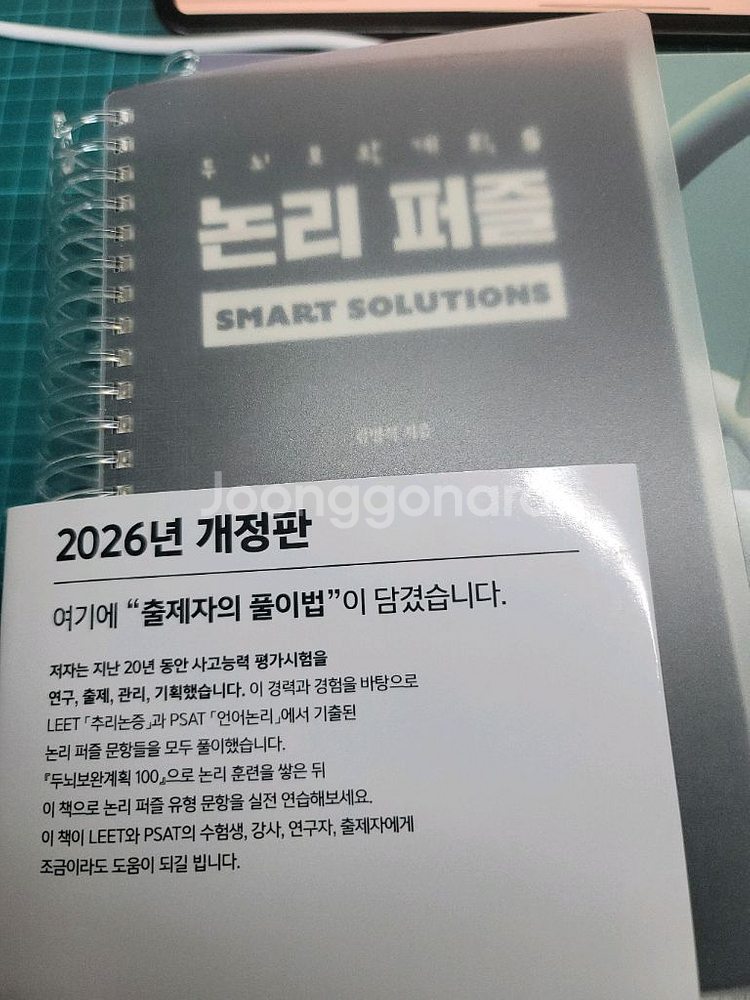 논리 퍼즐
SMART SOLUTIONS
지음
Joonggonara
2026년 개정판
여기에 “출제자의 풀이법”이 담겼습니다.
저자는 지난 20년 동안 사고능력 평가시험을
연구, 출제, 관리, 기획했습니다. 이 경력과 경험을 바탕으로
LEET 「추리논증」과 PSAT 「언어논리」에서 기출된
논리 퍼즐 문항들을 모두 풀이했습니다.
『두뇌보완계획 100』으로 논리 훈련을 쌓은 뒤
이 책으로 논리 퍼즐 유형 문항을 실전 연습해보세요.
이 책이 LEET와 PSAT의 수험생, 강사, 연구자, 출제자에게
조금이라도 도움이 되길 빕니다.